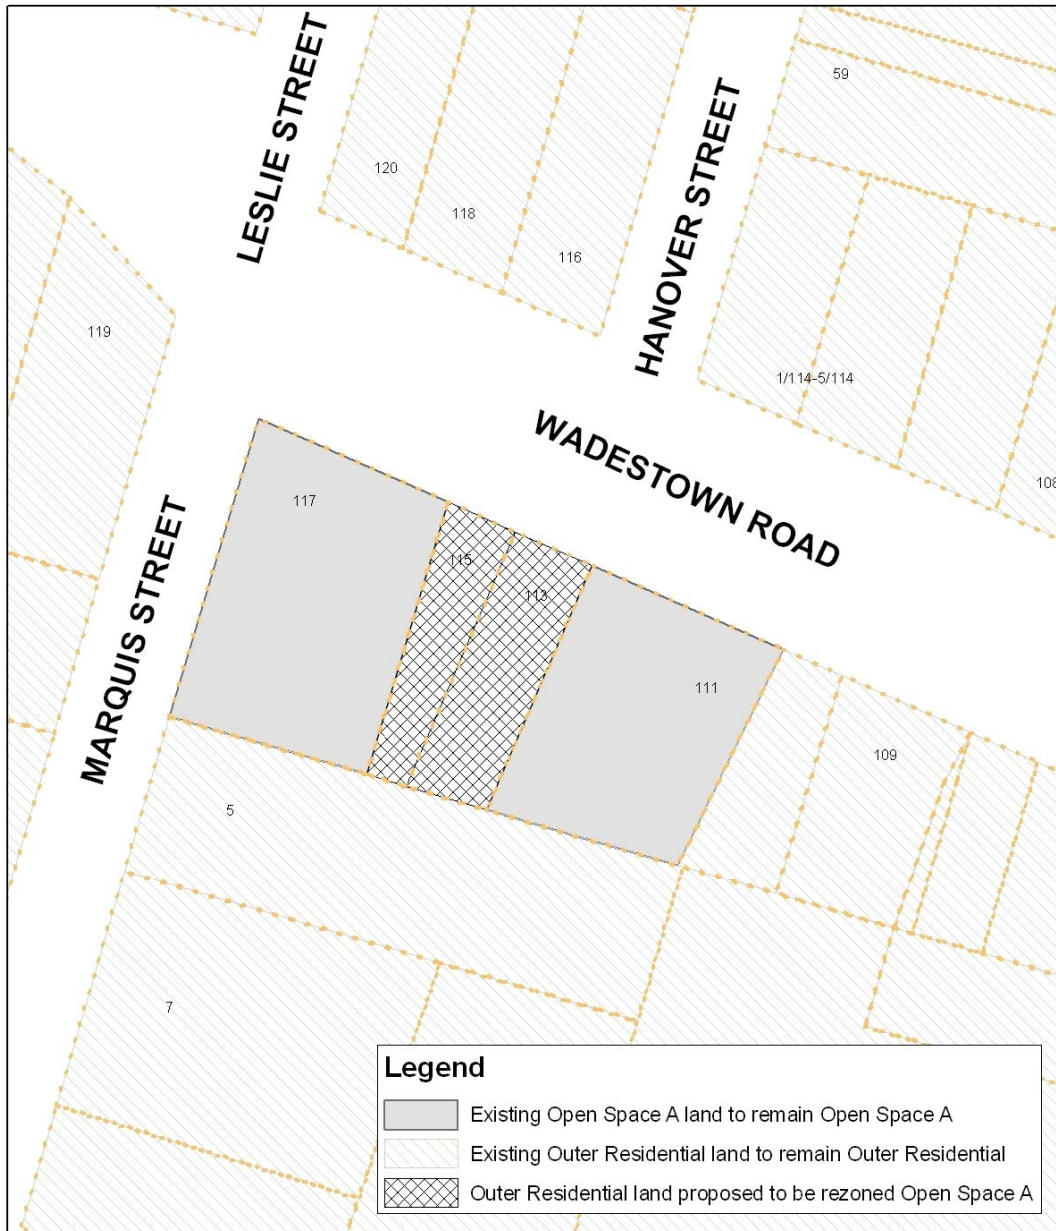 LESLIE STREET
59
HANOVER STREET
120
118
116
119
1/114-5/114
WADESTOWN ROAD
108
117
MARQUIS STREET
115
113
111
109
5
7
Legend
Existing Open Space A land to remain Open Space A
Existing Outer Residential land to remain Outer Residential
Outer Residential land proposed to be rezoned Open Space A